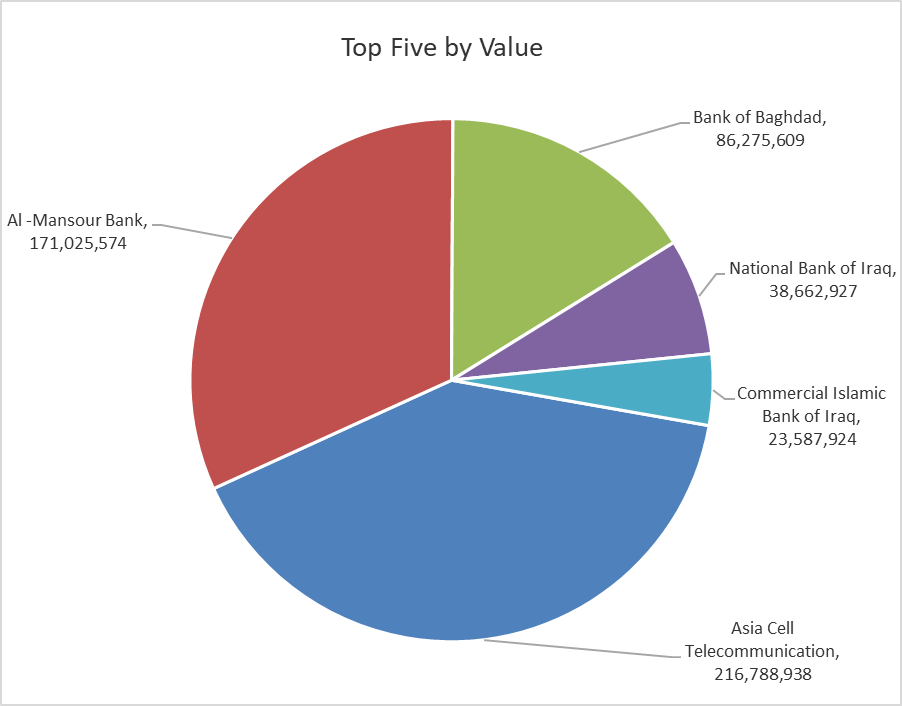 Top Five by Value
Bank of Baghdad,
86,275,609
Al -Mansour Bank,
171,025,574
National Bank of Iraq,
38,662,927
Commercial Islamic
Bank of Iraq,
23,587,924
Asia Cell
Telecommunication,
216,788,938